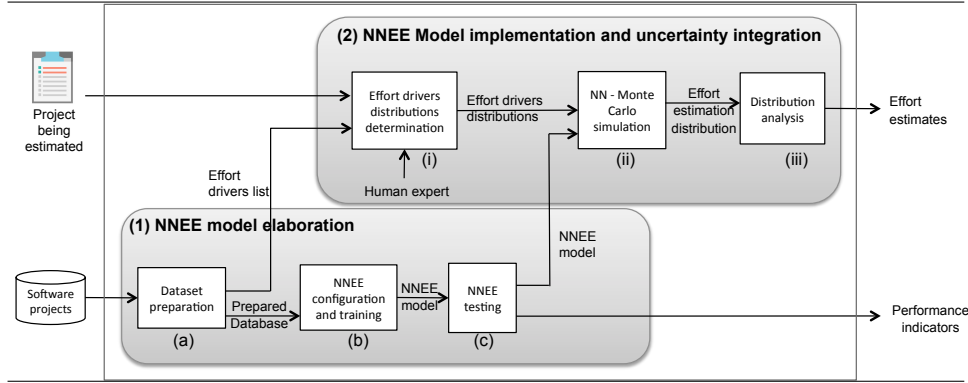 (2) NNEE Model implementation and uncertainty integration
Project
being
estimated
Effort drivers
distributions
determination
(i)
Effort drivers
distributions
NN - Monte
Carlo
simulation
(ii)
Effort
estimation
distribution
Distribution
analysis
(iii)
Effort
estimates
Human expert
Effort
drivers list
(1) NNEE model elaboration
NNEE
model
Software
projects
Dataset
preparation
(a)
Prepared
Database
NNEE
configuration
and training
(b)
NNEE
model
NNEE
testing
(c)
Performance
indicators